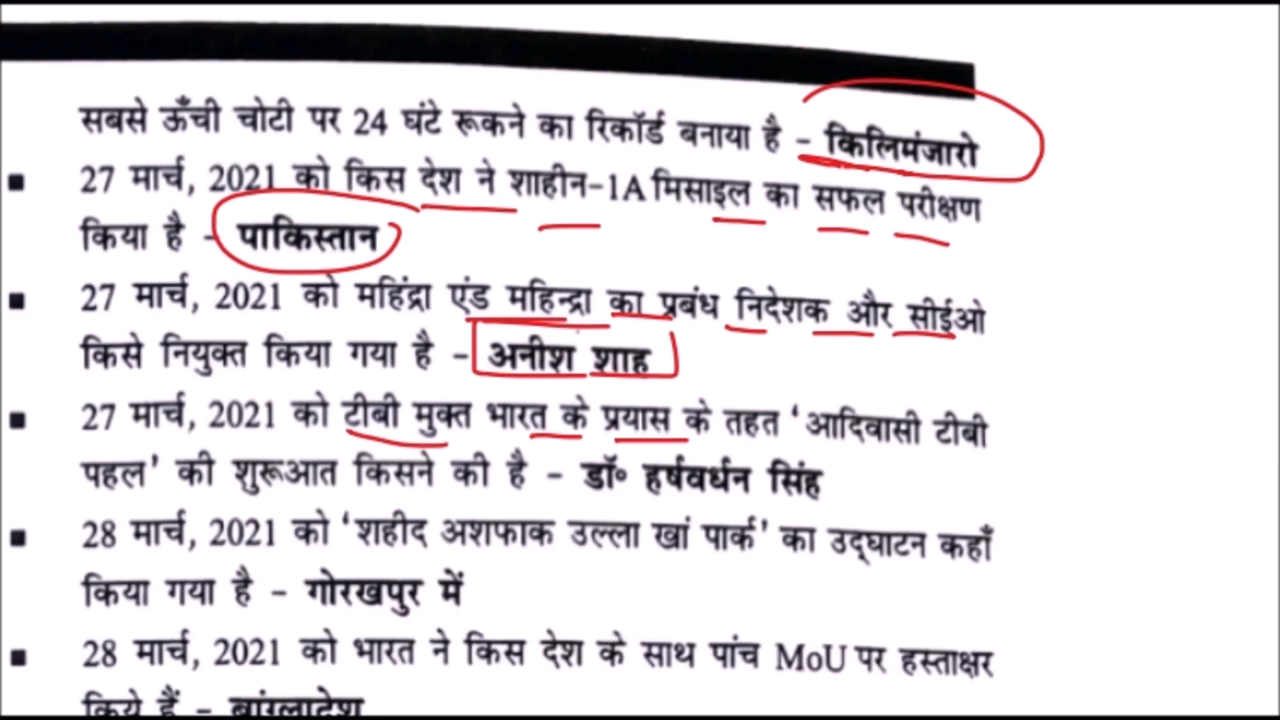 सबसे ऊँची चोटी पर 24 घंटे रूकने का रिकॉर्ड बनाया है - किलिमंजारो
▪ 27 मार्च, 2021 को किस देश ने शाहीन-1A मिसाइल का सफल परीक्षण
किया है - पाकिस्तान
▪ 27 मार्च, 2021 को महिंद्रा एंड महिन्द्रा का प्रबंध निदेशक और सीईओ
किसे नियुक्त किया गया है - अनीश शाह
▪ 27 मार्च, 2021 को टीबी मुक्त भारत के प्रयास के तहत 'आदिवासी टीबी
पहल' की शुरूआत किसने की है - डॉ॰ हर्षवर्धन सिंह
▪ 28 मार्च, 2021 को 'शहीद अशफाक उल्ला खां पार्क' का उद्घाटन कहाँ
किया गया है - गोरखपुर में
▪ 28 मार्च, 2021 को भारत ने किस देश के साथ पांच MoU पर हस्ताक्षर
किये हैं - बांग्लादेश